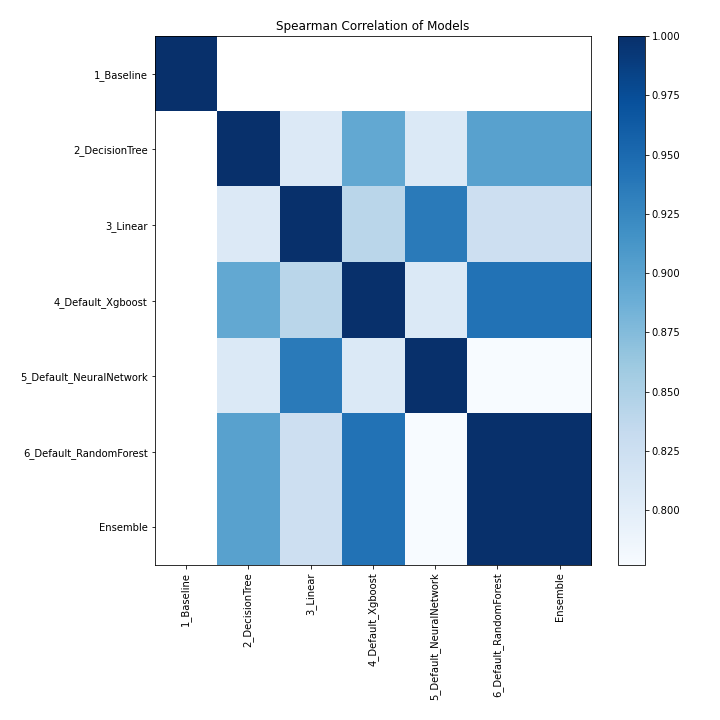 Spearman Correlation of Models
1_Baseline
2_DecisionTree
3_Linear
4_Default_Xgboost
5_Default_NeuralNetwork
6_Default_RandomForest
Ensemble
1_Baseline
2_DecisionTree
3_Linear
4_Default_Xgboost
5_Default_NeuralNetwork
6_Default_RandomForest
Ensemble
1.000
0.975
0.950
0.925
0.900
0.875
0.850
0.825
0.800